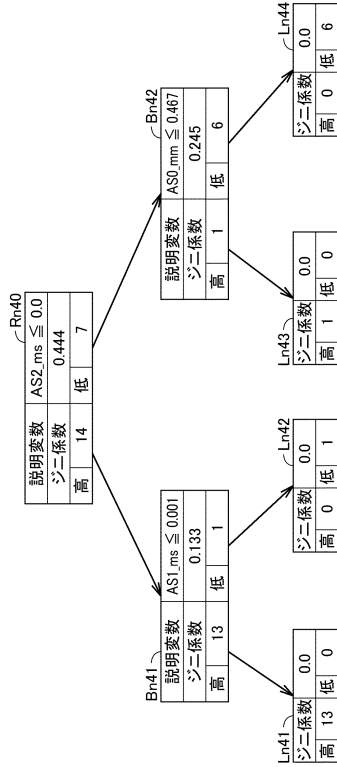 Rn40
説明変数 AS2_ms ≦ 0.0
ジニ係数 0.444
高 14 低 7
Bn41
説明変数 AS1_ms ≦ 0.001
ジニ係数 0.133
高 13 低 1
Bn42
説明変数 AS0_mm ≦ 0.467
ジニ係数 0.245
高 1 低 6
Ln41
ジニ係数 0.0
高 13 低 0
Ln42
ジニ係数 0.0
高 0 低 1
Ln43
ジニ係数 0.0
高 1 低 0
Ln44
ジニ係数 0.0
高 0 低 6